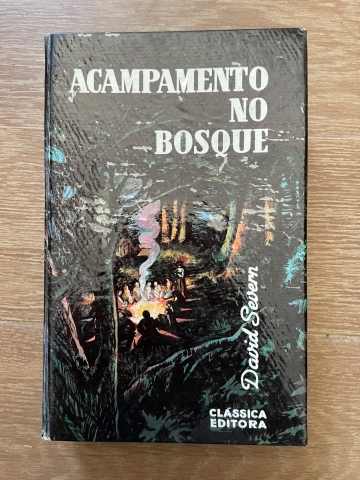 ACAMPAMENTO
NO
BOSQUE
David Severn
CLÁSSICA
EDITORA